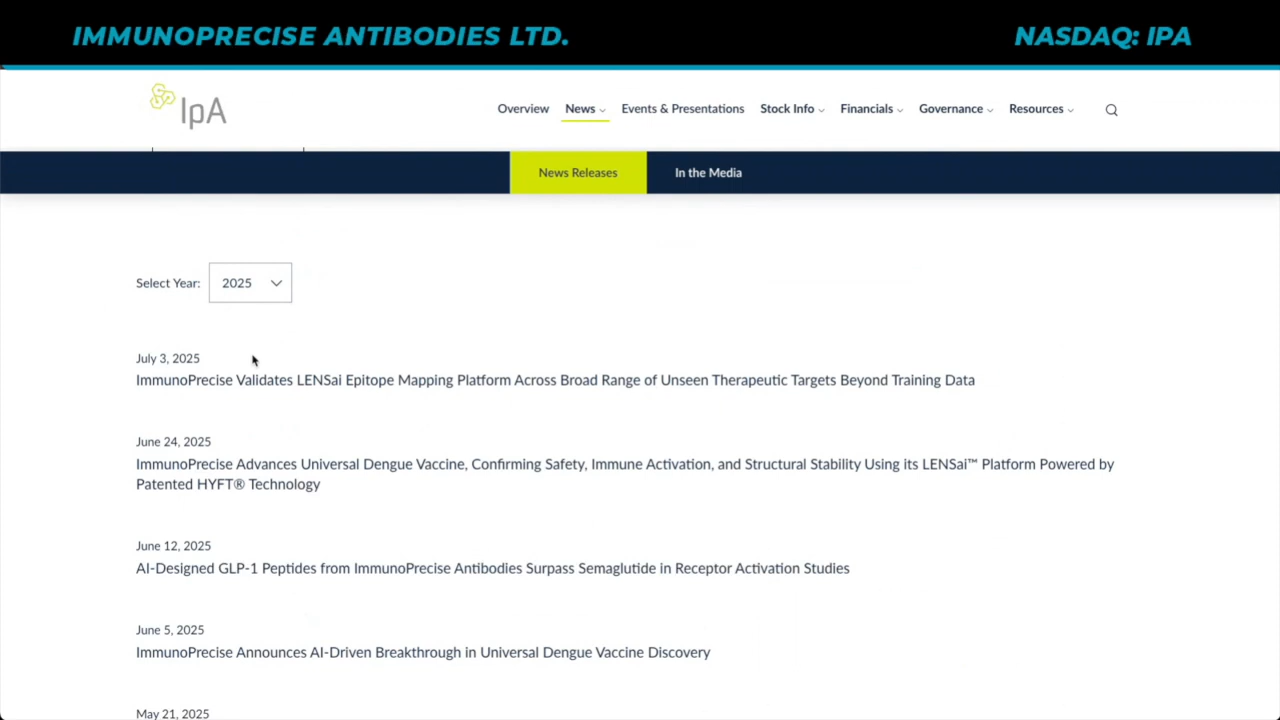 IMMUNOPRECISE ANTIBODIES LTD.
NASDAQ: IPA
IpA
Overview
News
Events & Presentations
Stock Info
Financials
Governance
Resources
News Releases
In the Media
Select Year:
2025
July 3, 2025
ImmunoPrecise Validates LENSai Epitope Mapping Platform Across Broad Range of Unseen Therapeutic Targets Beyond Training Data
June 24, 2025
ImmunoPrecise Advances Universal Dengue Vaccine, Confirming Safety, Immune Activation, and Structural Stability Using its LENSai™ Platform Powered by
Patented HYFT® Technology
June 12, 2025
AI-Designed GLP-1 Peptides from ImmunoPrecise Antibodies Surpass Semaglutide in Receptor Activation Studies
June 5, 2025
ImmunoPrecise Announces AI-Driven Breakthrough in Universal Dengue Vaccine Discovery
May 21, 2025